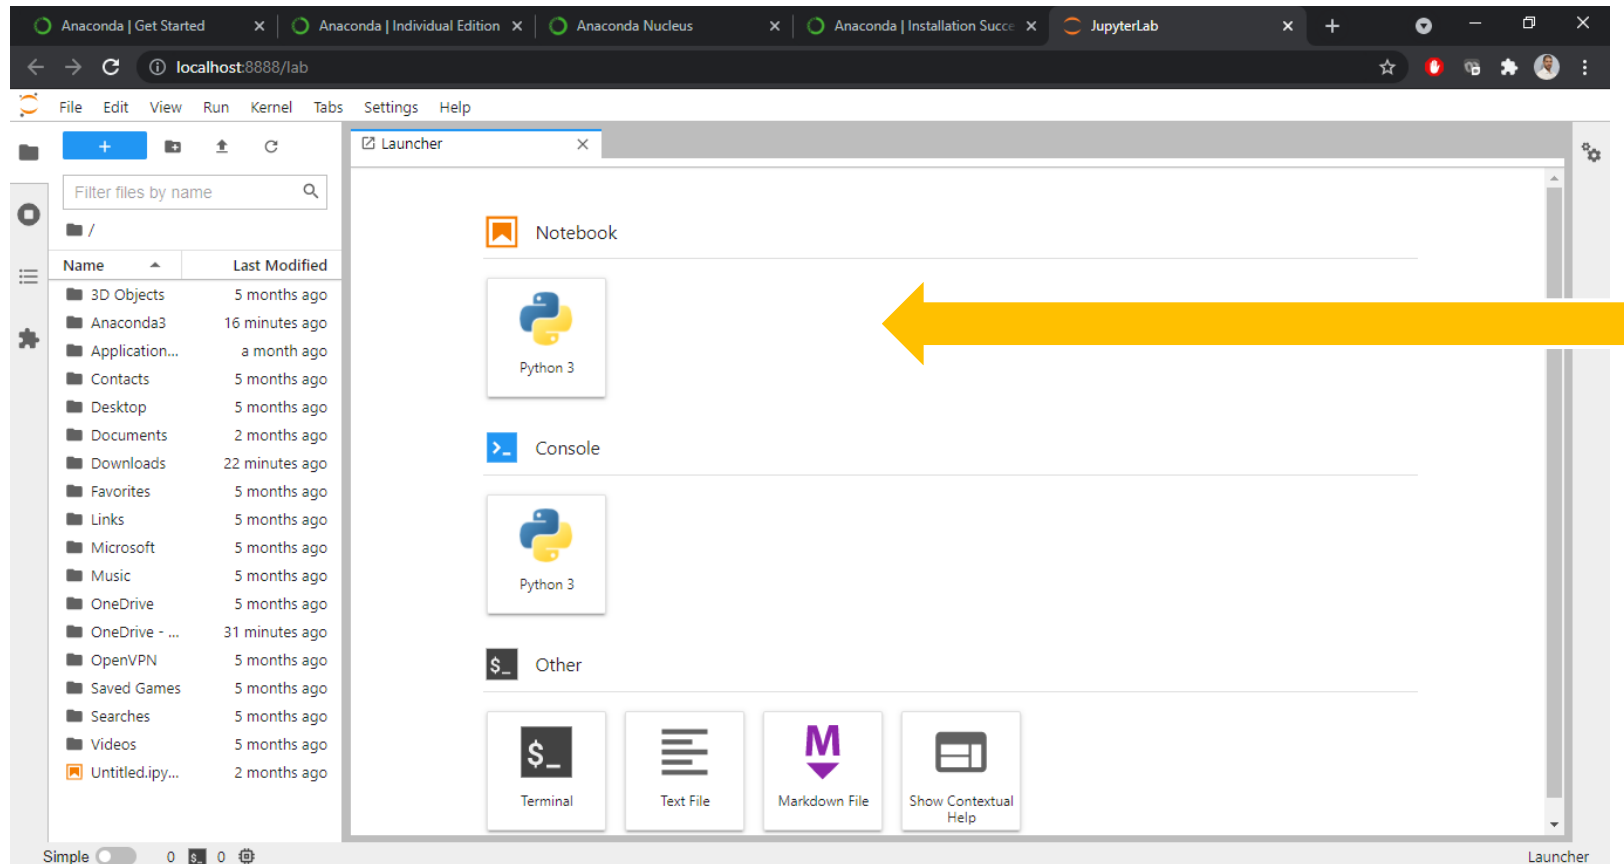 Anaconda | Get Started
Anaconda | Individual Edition
Anaconda Nucleus
Anaconda | Installation Succe
JupyterLab
localhost:8888/lab
File Edit View Run Kernel Tabs Settings Help
Launcher
Filter files by name
/
Name Last Modified
3D Objects 5 months ago
Anaconda3 16 minutes ago
Application... a month ago
Contacts 5 months ago
Desktop 5 months ago
Documents 2 months ago
Downloads 22 minutes ago
Favorites 5 months ago
Links 5 months ago
Microsoft 5 months ago
Music 5 months ago
OneDrive 5 months ago
OneDrive - ... 31 minutes ago
OpenVPN 5 months ago
Saved Games 5 months ago
Searches 5 months ago
Videos 5 months ago
Untitled.ipy... 2 months ago
Notebook
Python 3
>_ Console
Python 3
$_ Other
$_
Terminal
Text File
M
Markdown File
Show Contextual
Help
Simple 0 $_ 0
Launcher